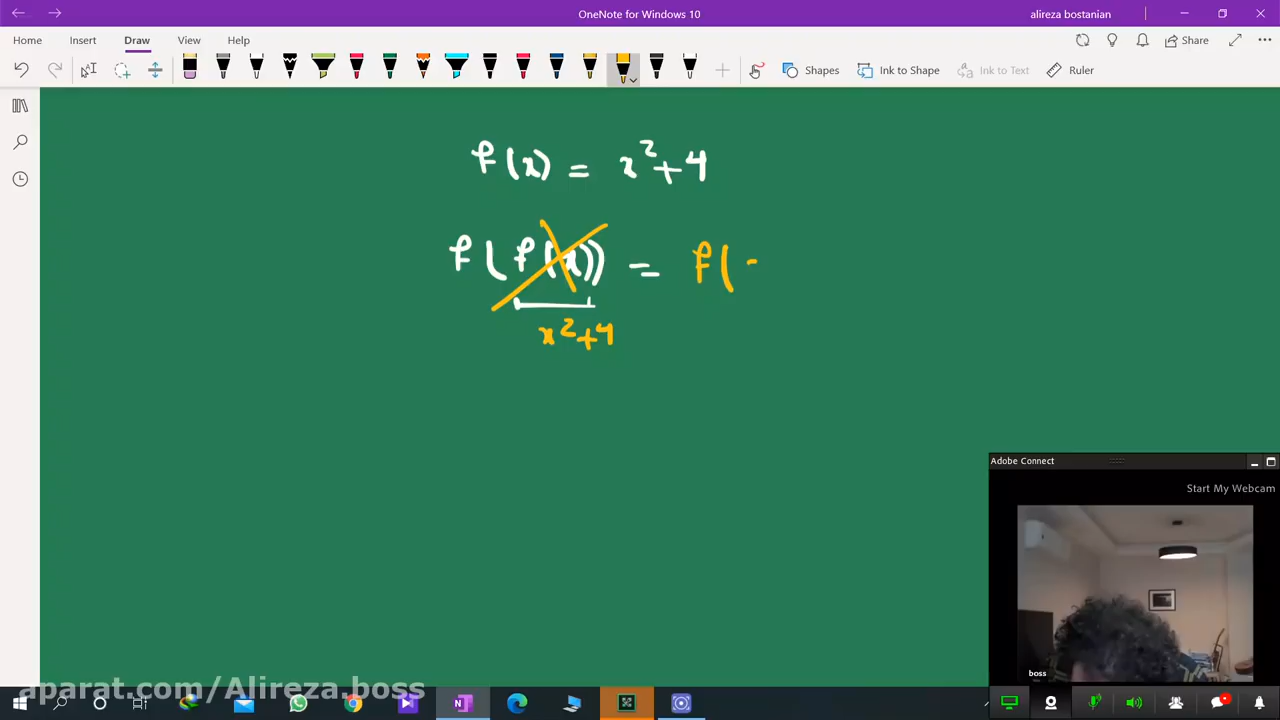 OneNote for Windows 10
alireza bostanian
Home Insert Draw View Help
Share
Shapes Ink to Shape Ink to Text Ruler
f(x) = x²+4
f(f(x)) = f(
x²+4
Adobe Connect
Start My Webcam
boss
aparat.com/Alireza.boss